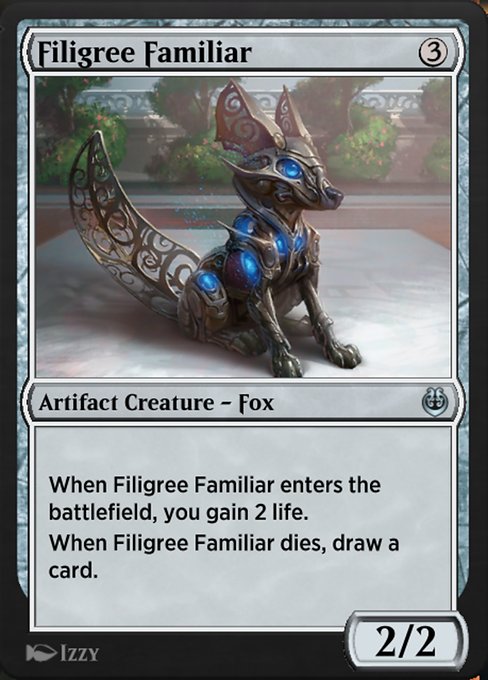 Filigree Familiar
3
Artifact Creature – Fox
When Filigree Familiar enters the
battlefield, you gain 2 life.
When Filigree Familiar dies, draw a
card.
Izzy
2/2